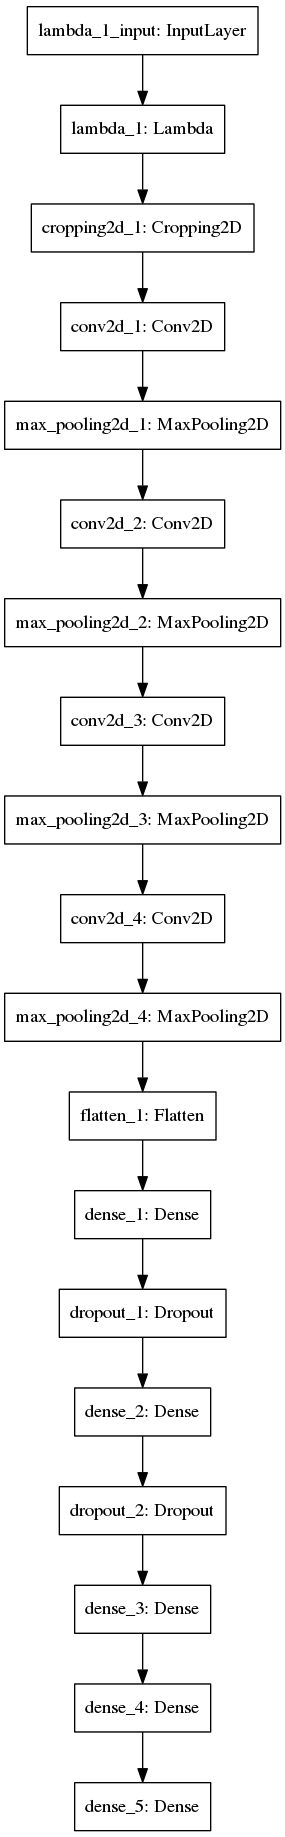 lambda_1_input: InputLayer
lambda_1: Lambda
cropping2d_1: Cropping2D
conv2d_1: Conv2D
max_pooling2d_1: MaxPooling2D
conv2d_2: Conv2D
max_pooling2d_2: MaxPooling2D
conv2d_3: Conv2D
max_pooling2d_3: MaxPooling2D
conv2d_4: Conv2D
max_pooling2d_4: MaxPooling2D
flatten_1: Flatten
dense_1: Dense
dropout_1: Dropout
dense_2: Dense
dropout_2: Dropout
dense_3: Dense
dense_4: Dense
dense_5: Dense